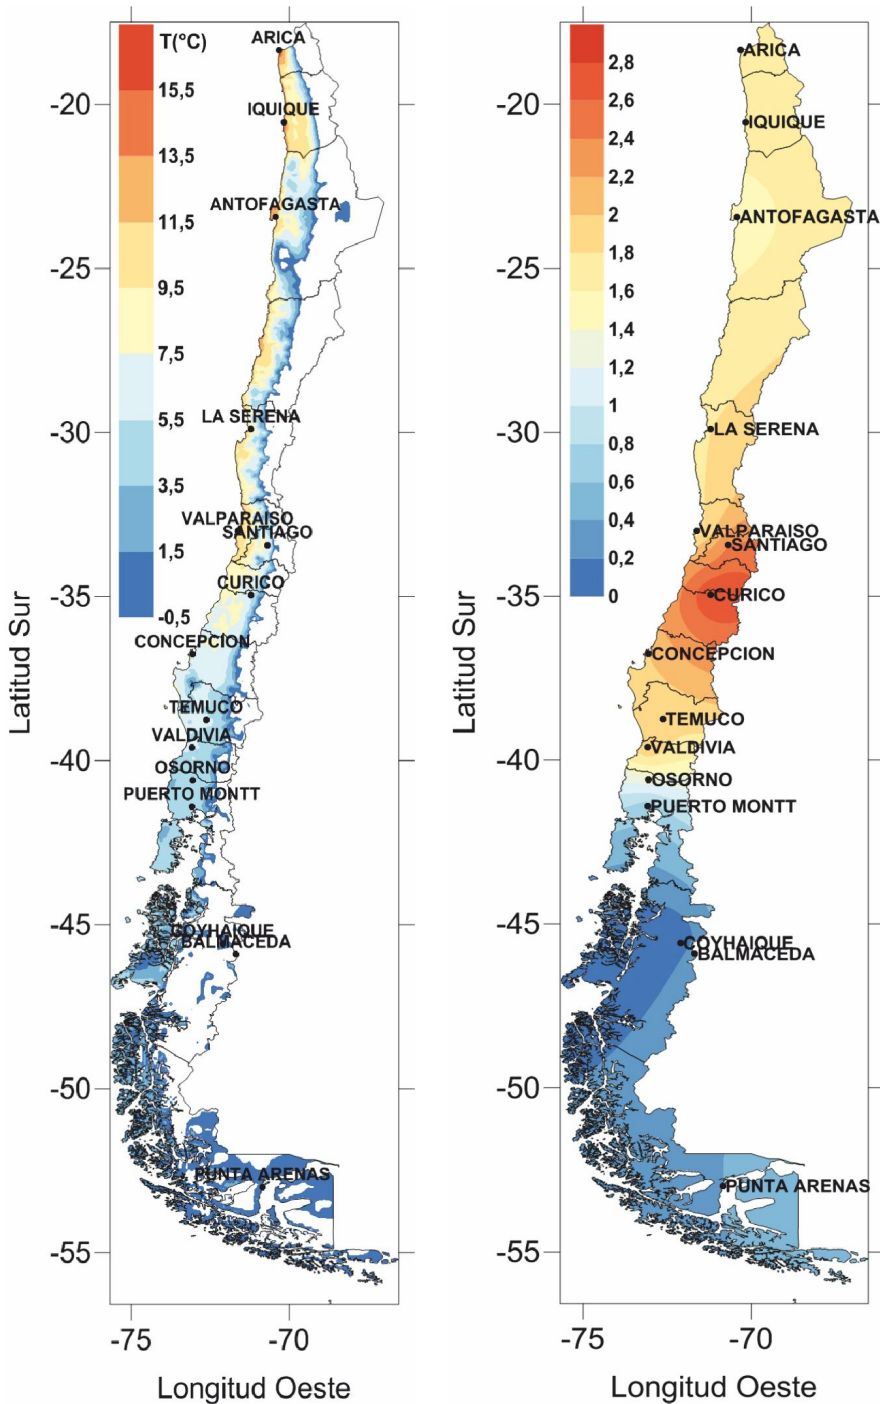 T(°C)
15,5
13,5
11,5
9,5
7,5
5,5
3,5
1,5
-0,5
ARICA
IQUIQUE
ANTOFAGASTA
LA SERENA
VALPARAISO
SANTIAGO
CURICO
CONCEPCION
TEMUCO
VALDIVIA
OSORNO
PUERTO MONTT
COYHAIQUE
BALMACEDA
PUNTA ARENAS
-20
-25
-30
-35
-40
-45
-50
-55
Latitud Sur
-75
-70
Longitud Oeste
2,8
2,6
2,4
2,2
2
1,8
1,6
1,4
1,2
1
0,8
0,6
0,4
0,2
0
ARICA
IQUIQUE
ANTOFAGASTA
LA SERENA
VALPARAISO
SANTIAGO
CURICO
CONCEPCION
TEMUCO
VALDIVIA
OSORNO
PUERTO MONTT
COYHAIQUE
BALMACEDA
PUNTA ARENAS
-20
-25
-30
-35
-40
-45
-50
-55
Latitud Sur
-75
-70
Longitud Oeste